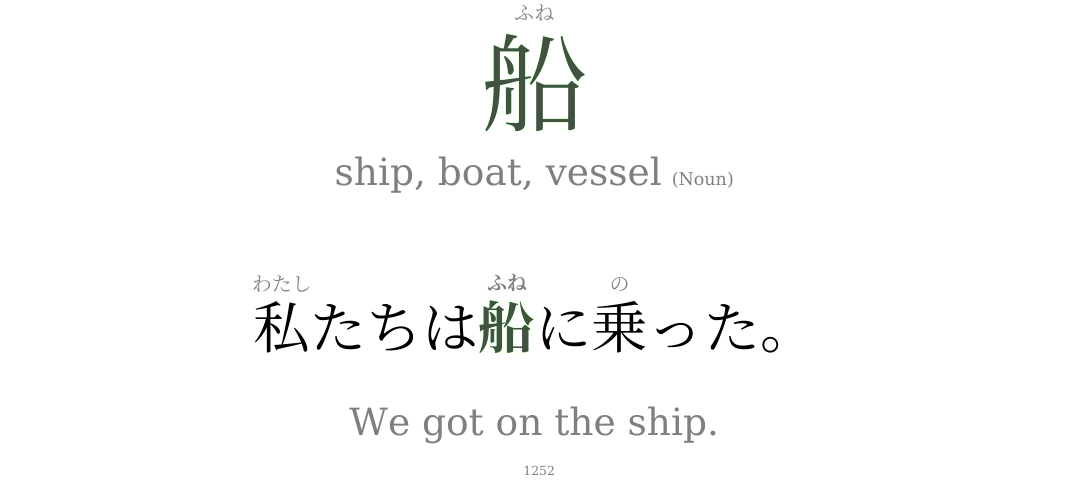 ふね
船
ship, boat, vessel (Noun)
わたし ふね の
私たちは船に乗った。
We got on the ship.
1252